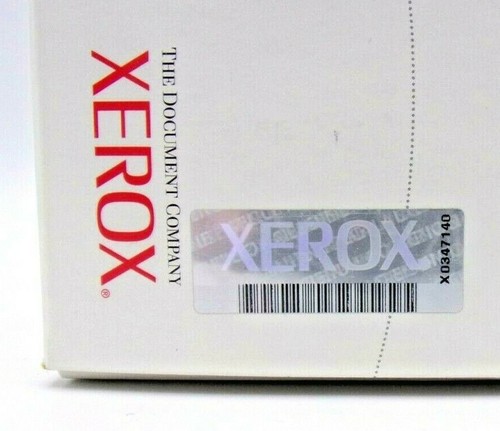 THE DOCUMENT COMPANY
XEROX®
XEROX
X0347140